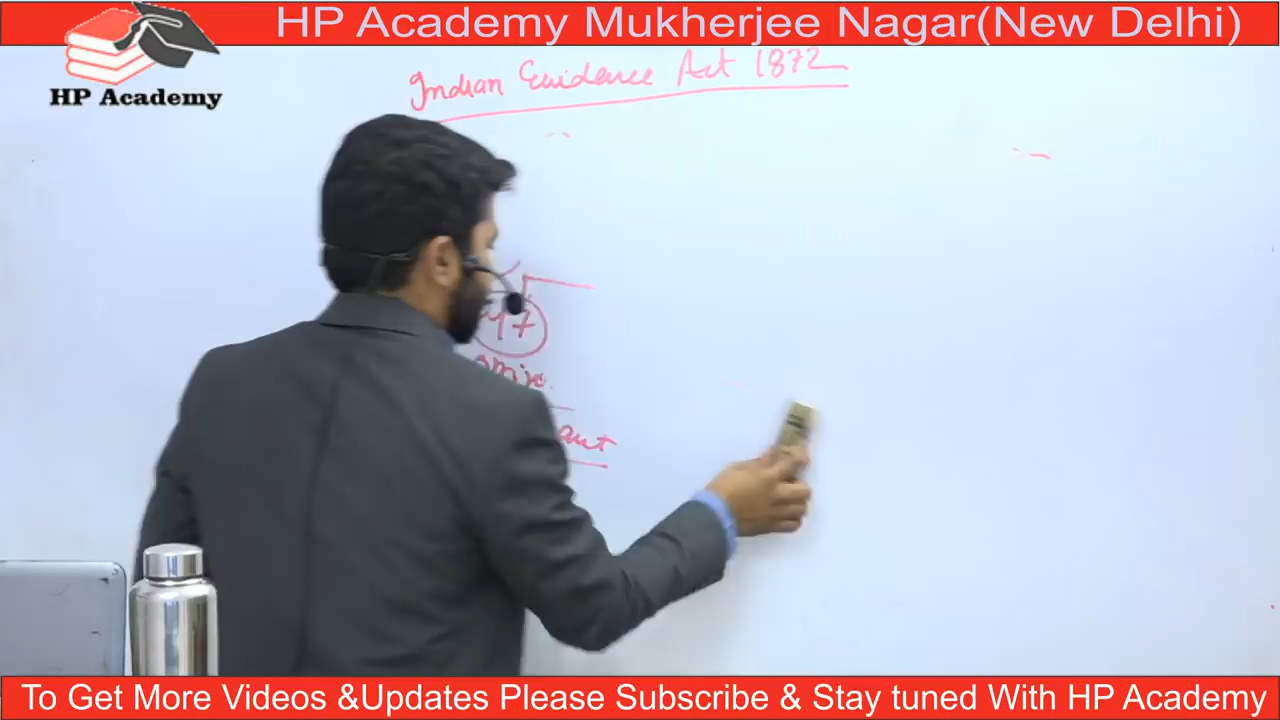 HP Academy Mukherjee Nagar(New Delhi)
HP Academy
Indian Evidence Act 1872
17
To Get More Videos &Updates Please Subscribe & Stay tuned With HP Academy